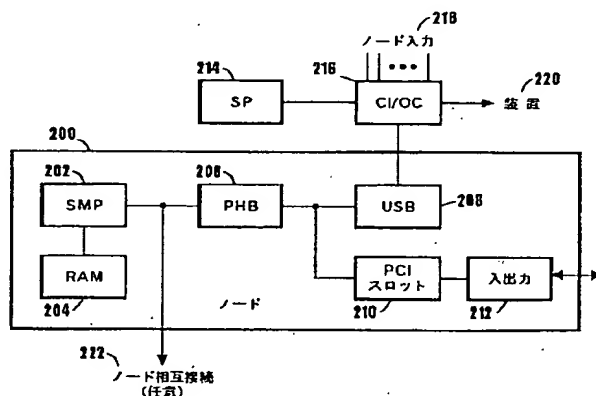 218
ノード入力
214
216
220
SP
CI/OC
装置
200
202
206
SMP
PHB
USB
208
RAM
PCI
スロット
入出力
204
ノード
210
212
222
ノード相互接続
(任意)